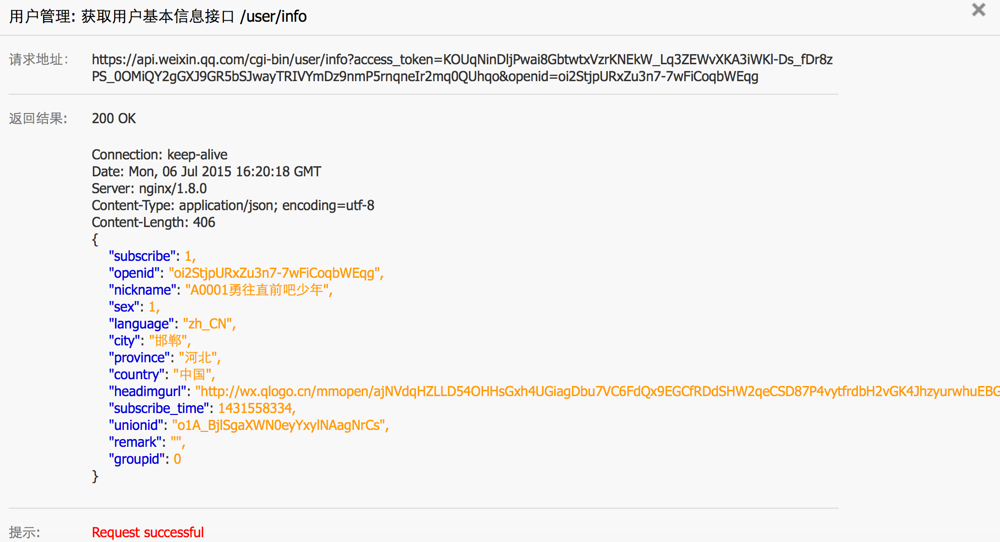 用户管理: 获取用户基本信息接口 /user/info
请求地址: https://api.weixin.qq.com/cgi-bin/user/info?access_token=KOUqNinDljPwai8GbtwtxVzrKNEkW_Lq3ZEWvXKA3iWKl-Ds_fDr8z
PS_0OMiQY2gGXJ9GR5bSJwayTRIVYmDz9nmP5rnqneIr2mq0QUhqo&openid=oi2StjpURxZu3n7-7wFiCoqbWEqg
返回结果: 200 OK
Connection: keep-alive
Date: Mon, 06 Jul 2015 16:20:18 GMT
Server: nginx/1.8.0
Content-Type: application/json; encoding=utf-8
Content-Length: 406
{
"subscribe": 1,
"openid": "oi2StjpURxZu3n7-7wFiCoqbWEqg",
"nickname": "A0001勇往直前吧少年",
"sex": 1,
"language": "zh_CN",
"city": "邯郸",
"province": "河北",
"country": "中国",
"headimgurl": "http://wx.qlogo.cn/mmopen/ajNVdqHZLLD54OHHsGxh4UGiagDbu7VC6FdQx9EGCfRDdSHW2qeCSD87P4vytfrdbH2vGK4JhzyurwhuEBG
"subscribe_time": 1431558334,
"unionid": "o1A_BjlSgaXWN0eyYxylNAagNrCs",
"remark": "",
"groupid": 0
}
提示: Request successful